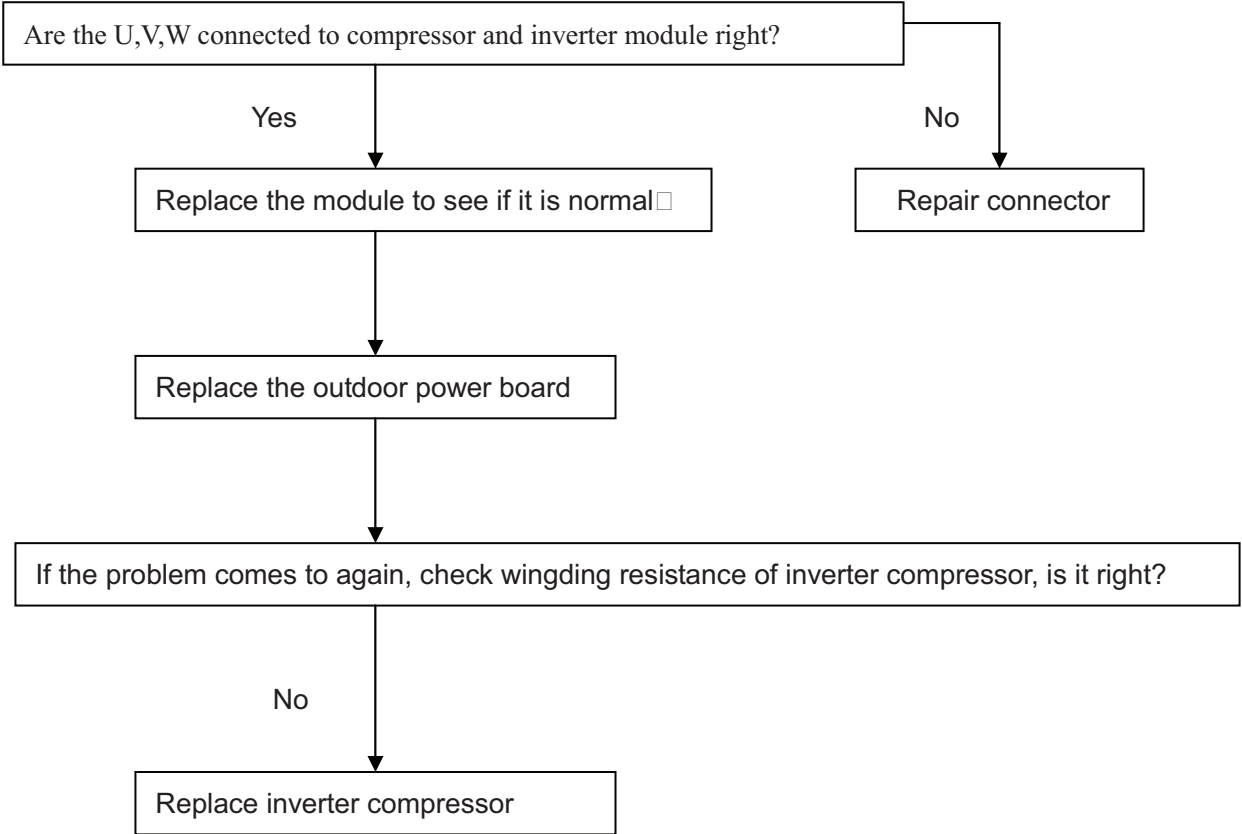 Are the U,V,W connected to compressor and inverter module right?
Yes
No
Replace the module to see if it is normal□
Repair connector
Replace the outdoor power board
If the problem comes to again, check wingding resistance of inverter compressor, is it right?
No
Replace inverter compressor